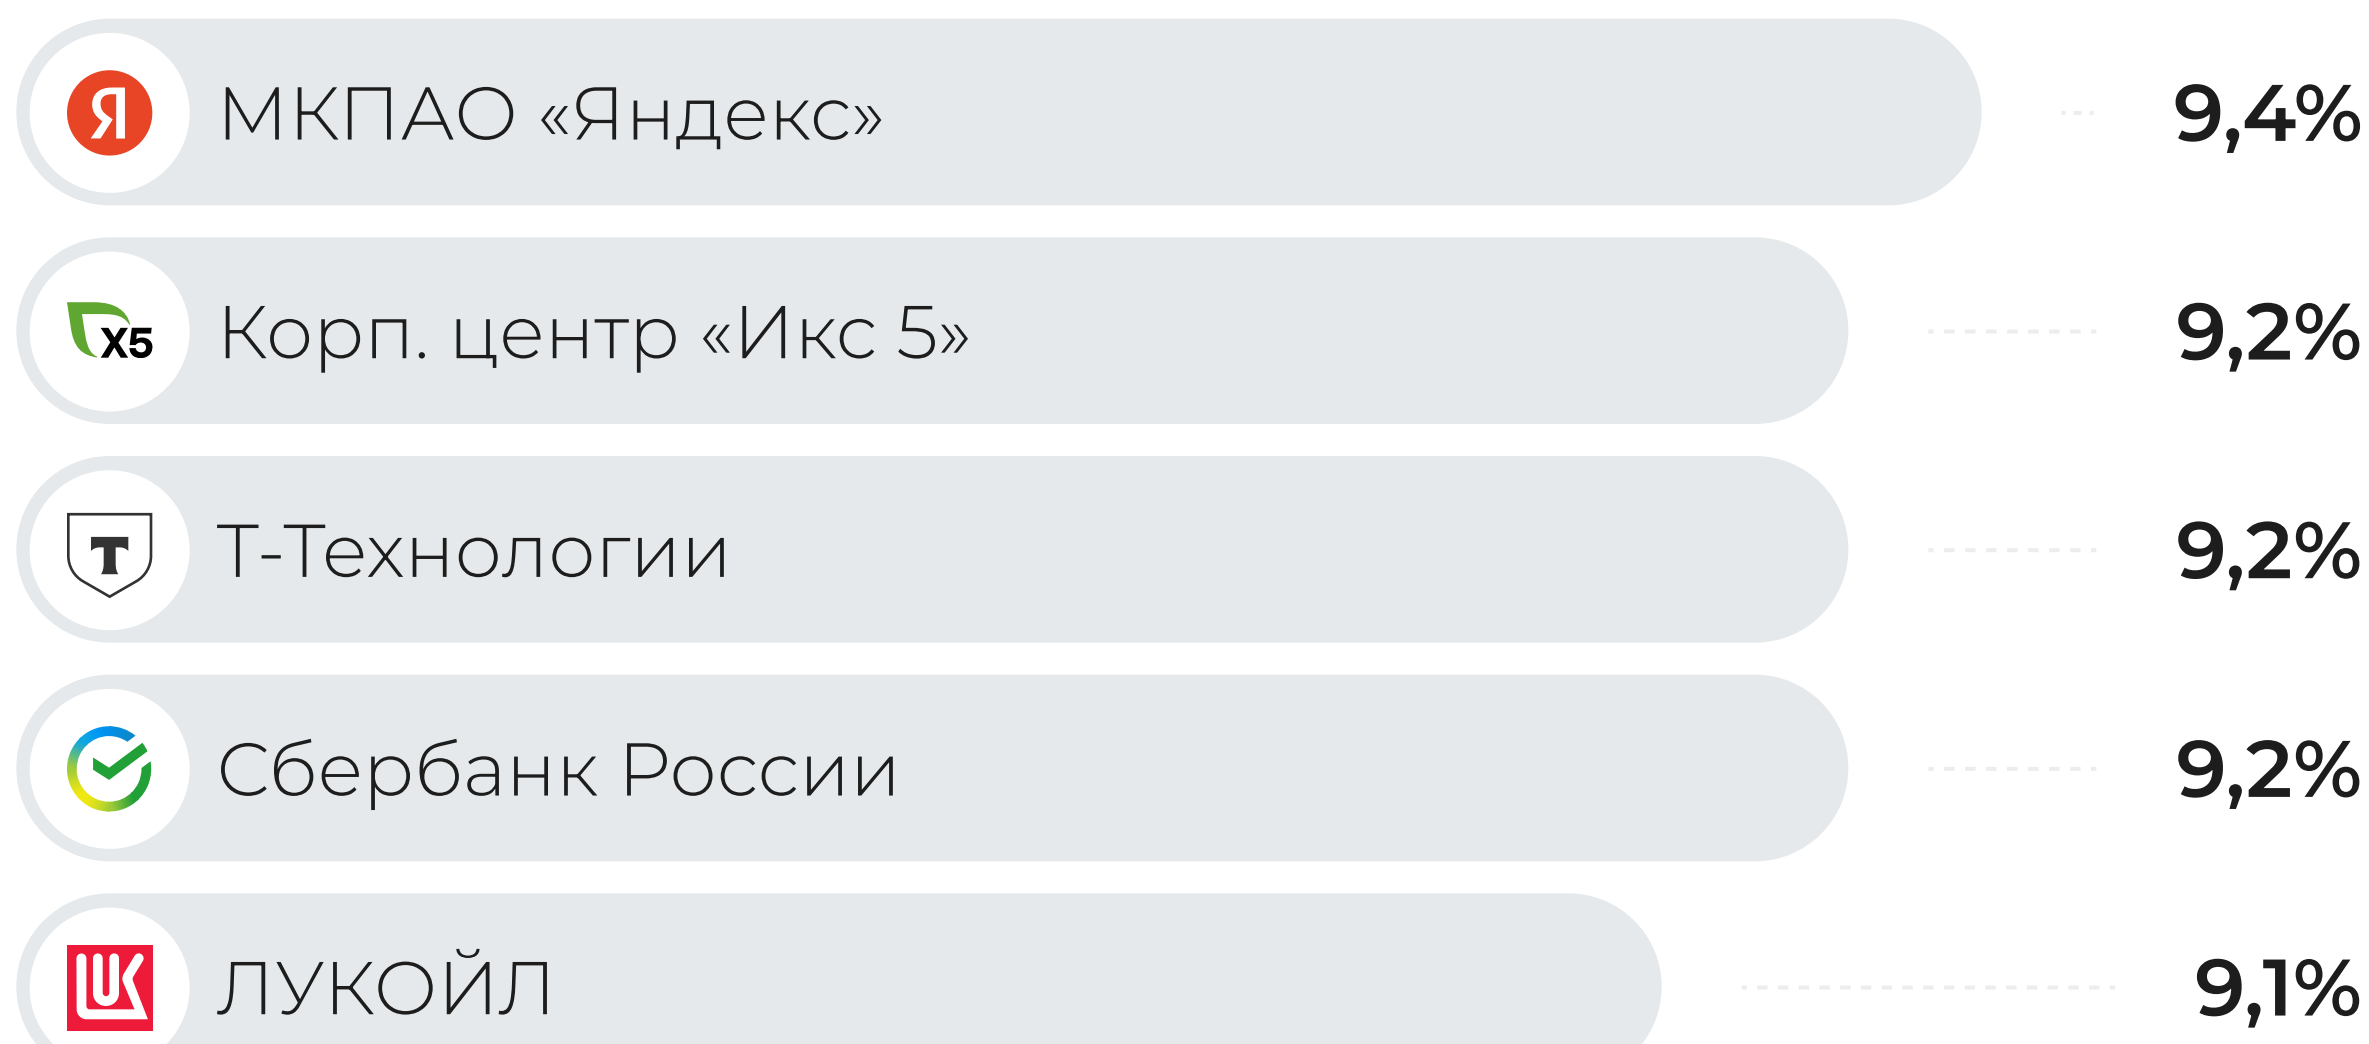 Я МКПАО «Яндекс» 9,4%
X5 Корп. центр «Икс 5» 9,2%
Т Т-Технологии 9,2%
Сбербанк России 9,2%
LUK ЛУКОЙЛ 9,1%